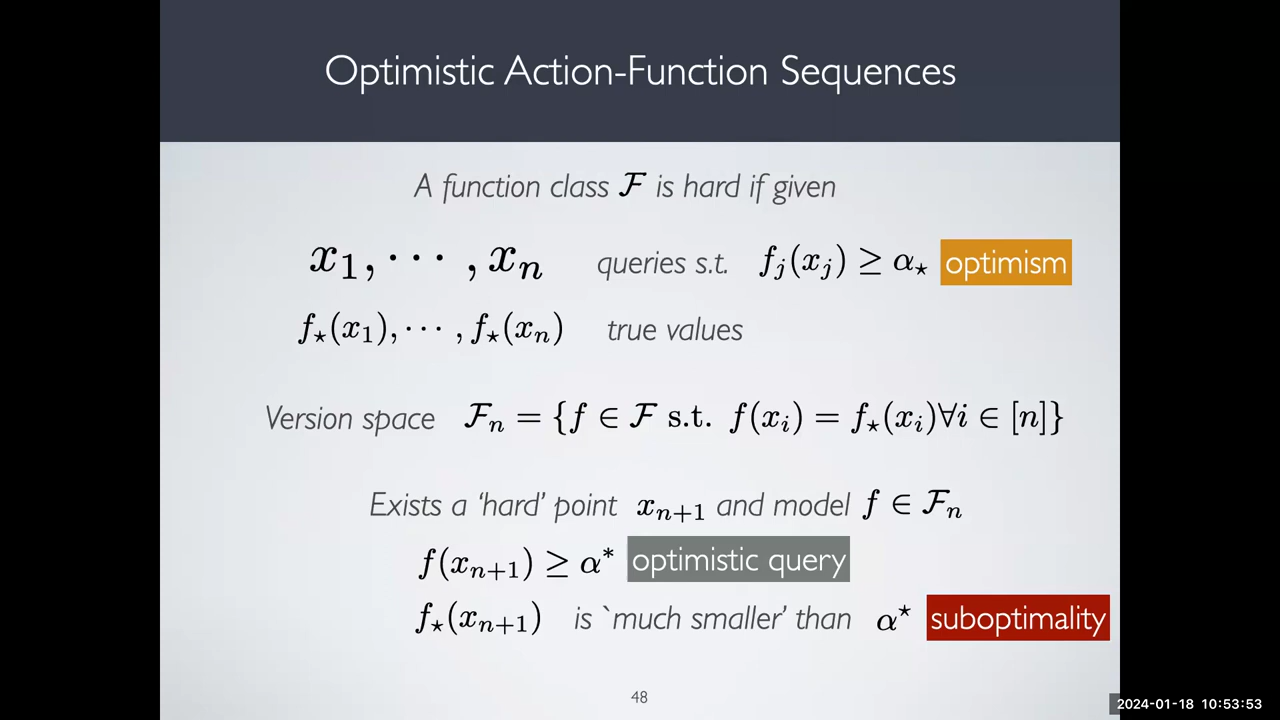 Optimistic Action-Function Sequences
A function class ℱ is hard if given
x₁, ⋯ , xₙ queries s.t. fⱼ(xⱼ) ≥ α⋆ optimism
f⋆(x₁), ⋯ , f⋆(xₙ) true values
Version space ℱₙ = {f ∈ ℱ s.t. f(xᵢ) = f⋆(xᵢ)∀i ∈ [n]}
Exists a ‘hard’ point xₙ₊₁ and model f ∈ ℱₙ
f(xₙ₊₁) ≥ α* optimistic query
f⋆(xₙ₊₁) is `much smaller’ than α⋆ suboptimality
48
2024-01-18 10:53:53